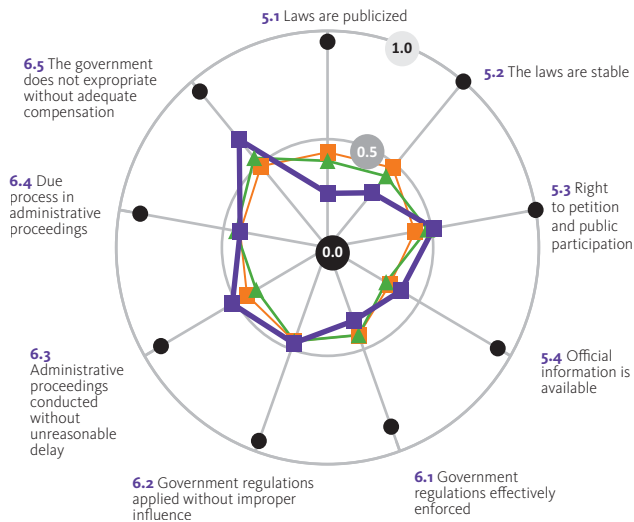 5.1 Laws are publicized
1.0
5.2 The laws are stable
6.5 The government
does not expropriate
without adequate
compensation
0.5
6.4 Due
process in
administrative
proceedings
5.3 Right
to petition
and public
participation
0.0
6.3
Administrative
proceedings
conducted
without
unreasonable
delay
5.4 Official
information is
available
6.2 Government regulations
applied without improper
influence
6.1 Government
regulations effectively
enforced